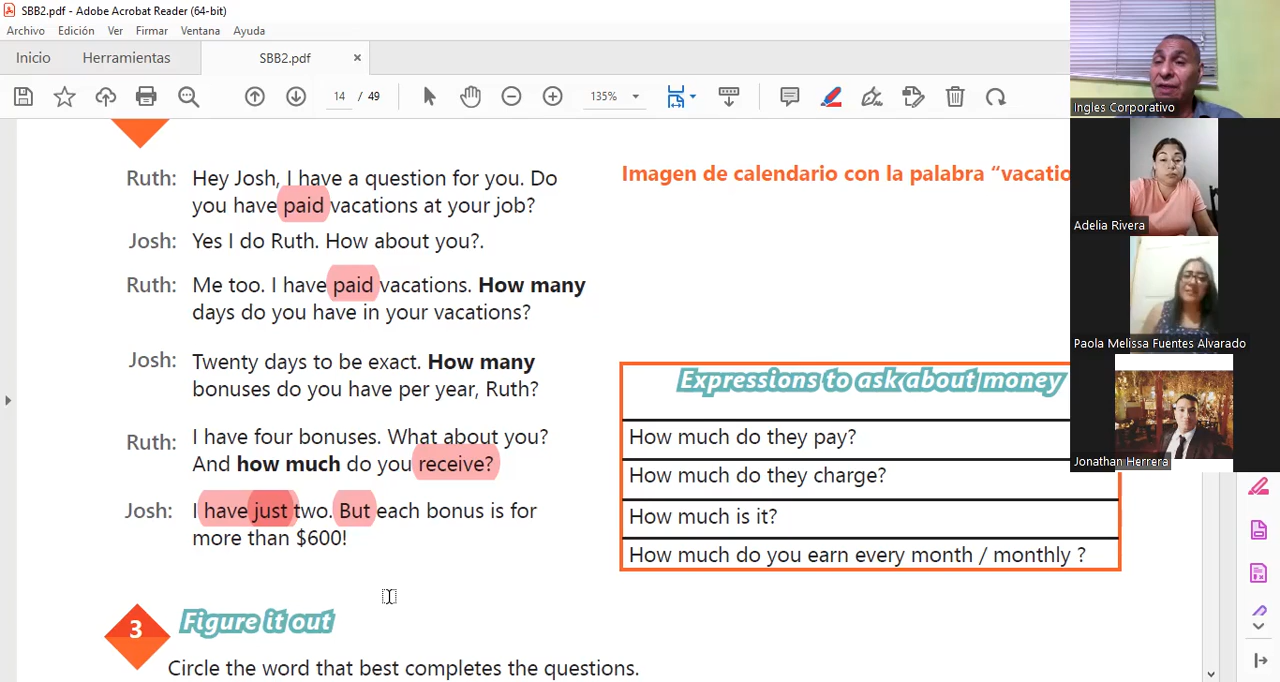 SBB2.pdf - Adobe Acrobat Reader (64-bit)
Archivo Edición Ver Firmar Ventana Ayuda
Inicio Herramientas SBB2.pdf ×
14 / 49 135%
Ruth: Hey Josh, I have a question for you. Do
you have paid vacations at your job?
Josh: Yes I do Ruth. How about you?.
Ruth: Me too. I have paid vacations. How many
days do you have in your vacations?
Josh: Twenty days to be exact. How many
bonuses do you have per year, Ruth?
Ruth: I have four bonuses. What about you?
And how much do you receive?
Josh: I have just two. But each bonus is for
more than $600!
Imagen de calendario con la palabra “vacatio
Expressions to ask about money
How much do they pay?
How much do they charge?
How much is it?
How much do you earn every month / monthly ?
3 Figure it out
Circle the word that best completes the questions.
Ingles Corporativo
Adelia Rivera
Paola Melissa Fuentes Alvarado
Jonathan Herrera